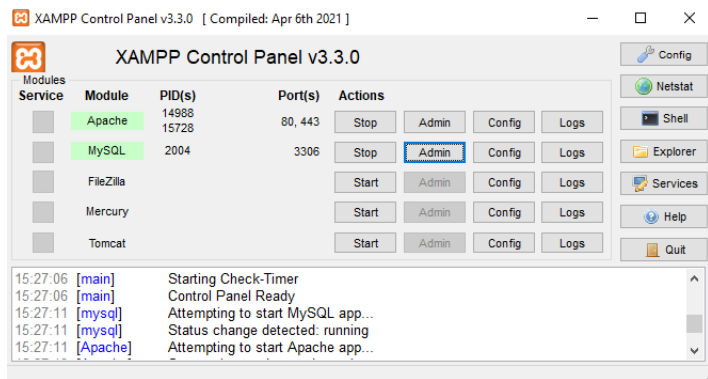 XAMPP Control Panel v3.3.0 [ Compiled: Apr 6th 2021 ]
XAMPP Control Panel v3.3.0
Config
Modules
Service Module PID(s) Port(s) Actions
Netstat
Apache 14988 15728 80, 443 Stop Admin Config Logs
Shell
MySQL 2004 3306 Stop Admin Config Logs
Explorer
FileZilla Start Admin Config Logs
Services
Mercury Start Admin Config Logs
Help
Tomcat Start Admin Config Logs
Quit
15:27:06 [main] Starting Check-Timer
15:27:06 [main] Control Panel Ready
15:27:11 [mysql] Attempting to start MySQL app...
15:27:11 [mysql] Status change detected: running
15:27:11 [Apache] Attempting to start Apache app...